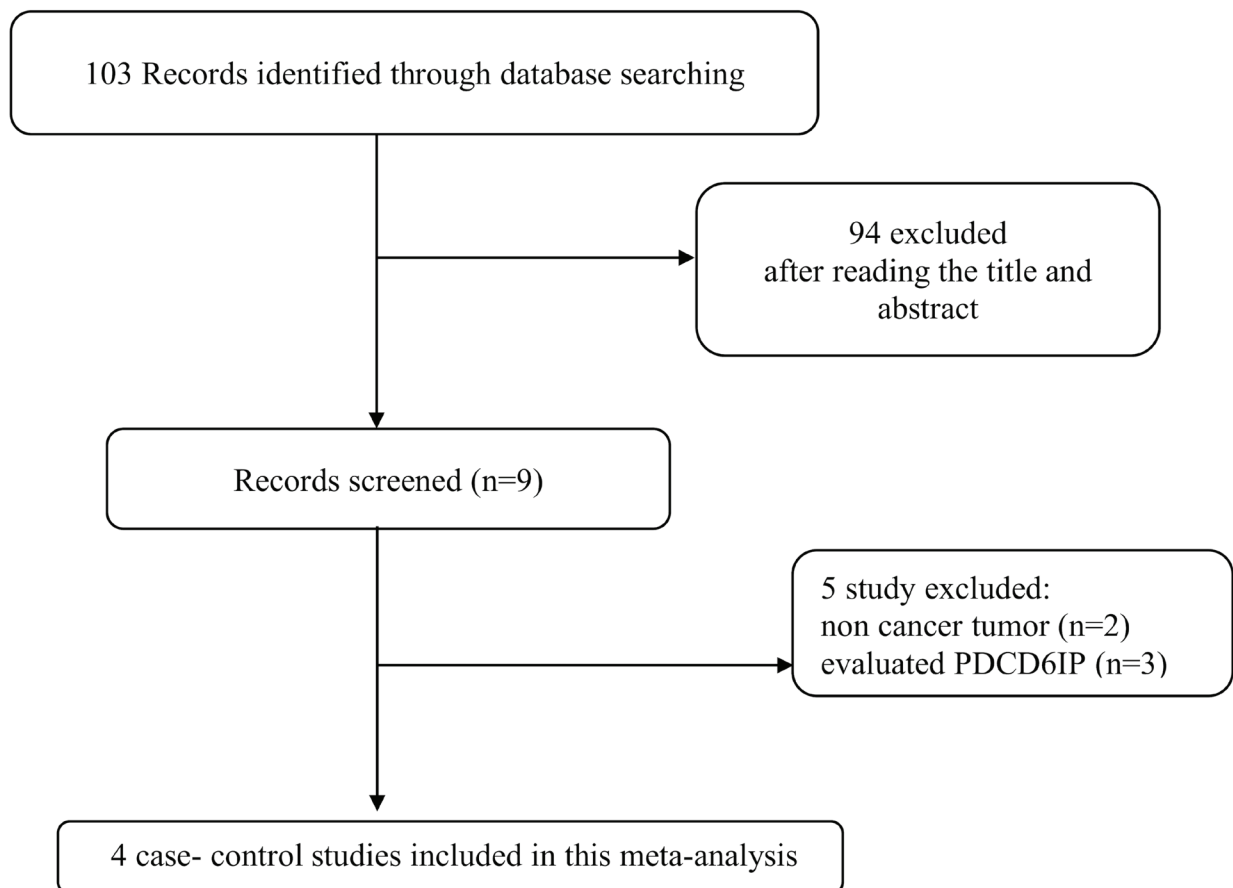 103 Records identified through database searching
94 excluded
after reading the title and
abstract
Records screened (n=9)
5 study excluded:
non cancer tumor (n=2)
evaluated PDCD6IP (n=3)
4 case- control studies included in this meta-analysis